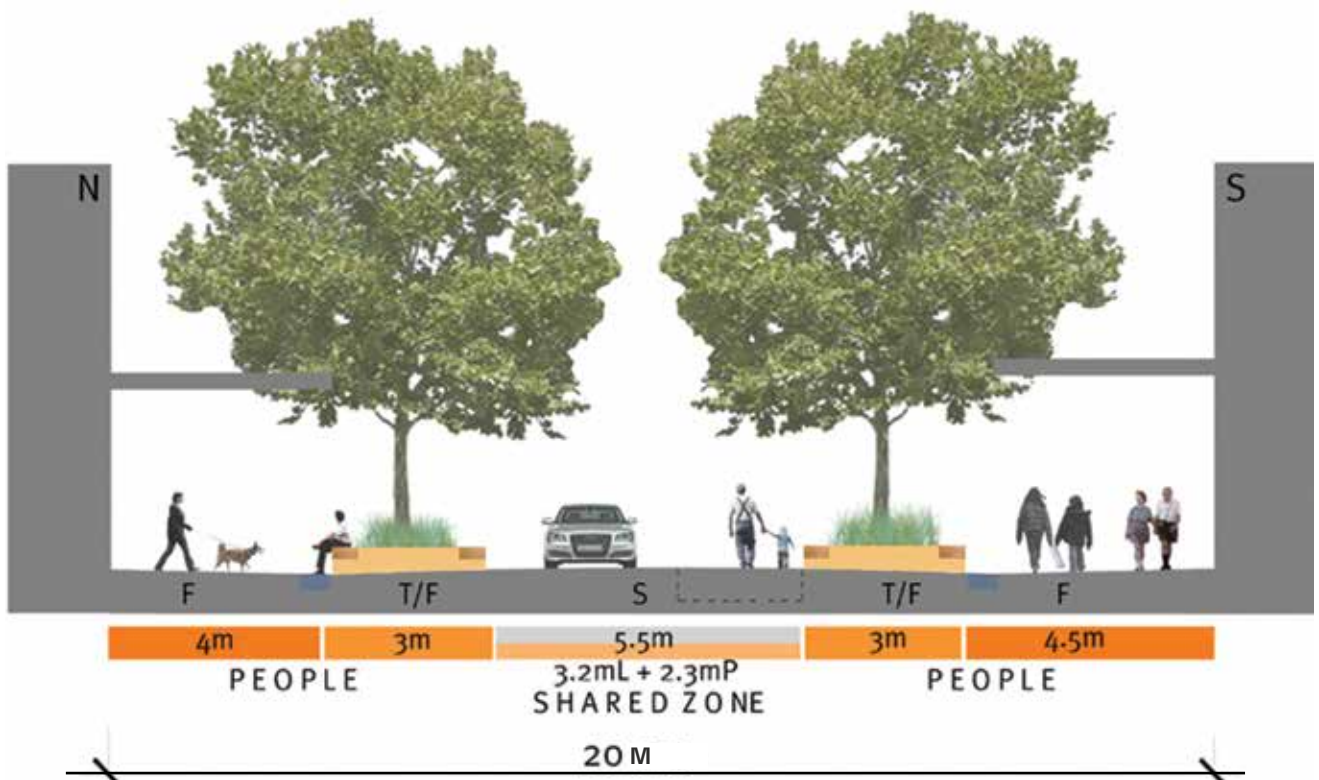 N S
F T/F S T/F F
4m 3m 5.5m 3m 4.5m
PEOPLE 3.2mL + 2.3mP PEOPLE
SHARED ZONE
20 M